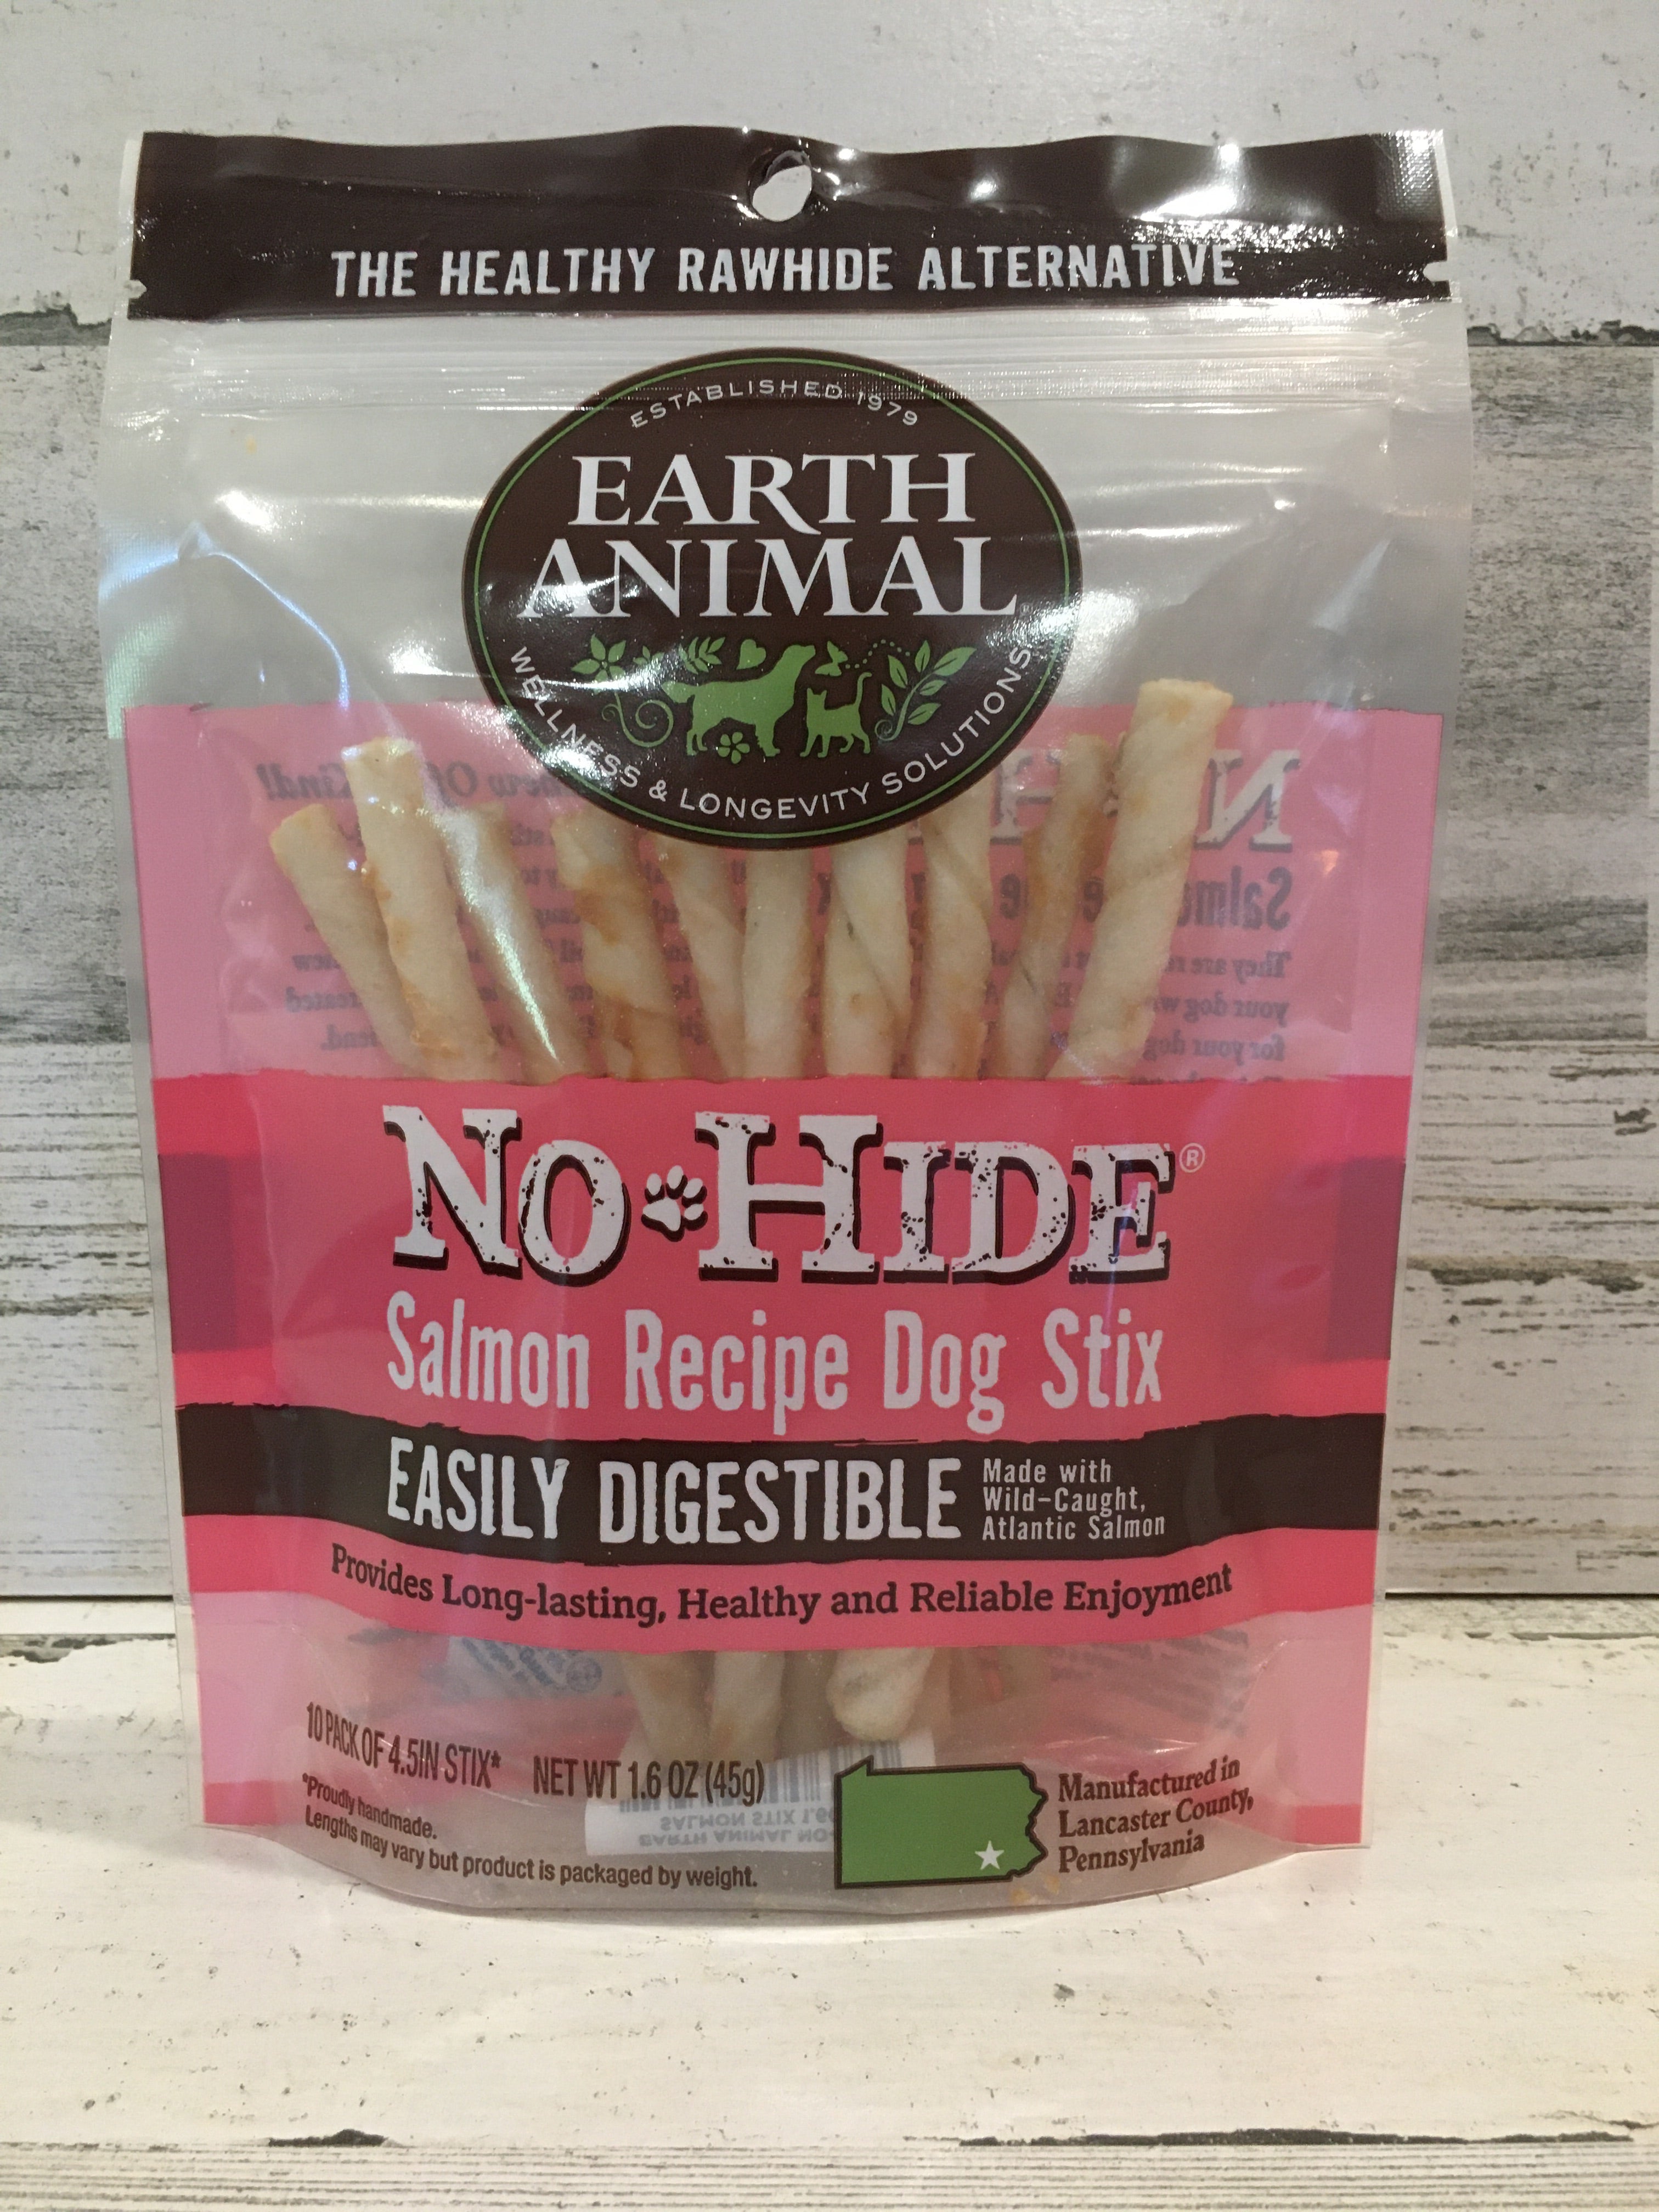 THE HEALTHY RAWHIDE ALTERNATIVE
ESTABLISHED 1979
EARTH
ANIMAL
WELLNESS & LONGEVITY SOLUTIONS
NO HIDE®
Salmon Recipe Dog Stix
EASILY DIGESTIBLE
Made with
Wild-Caught,
Atlantic Salmon
Provides Long-lasting, Healthy and Reliable Enjoyment
10 PACK OF 4.5IN STIX* NET WT 1.6 OZ (45g)
*Proudly handmade.
Lengths may vary but product is packaged by weight.
Manufactured in
Lancaster County,
Pennsylvania